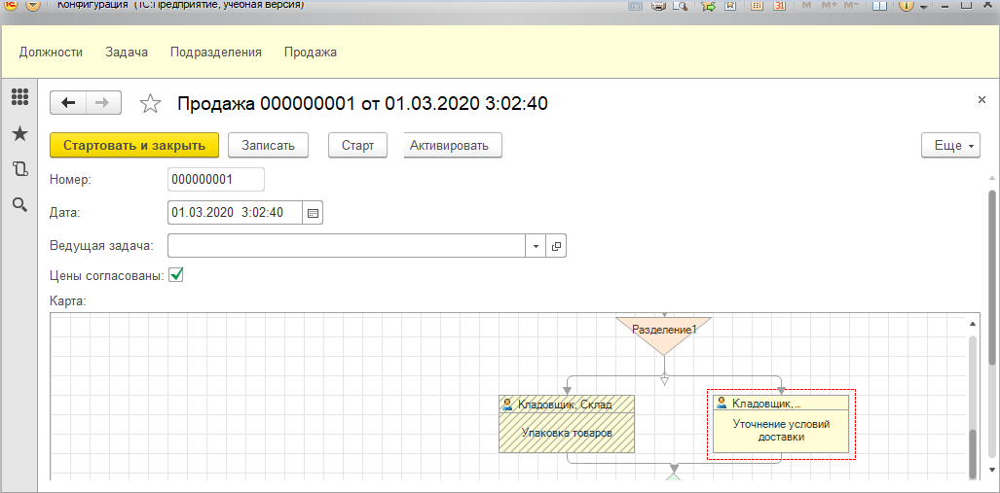 Конфигурация (1С:Предприятие, учебная версия)
M M+ M-
Должности Задача Подразделения Продажа
Продажа 000000001 от 01.03.2020 3:02:40
Стартовать и закрыть Записать Старт Активировать Еще
Номер: 000000001
Дата: 01.03.2020 3:02:40
Ведущая задача:
Цены согласованы:
Карта:
Разделение1
Кладовщик, Склад
Упаковка товаров
Кладовщик,...
Уточнение условий
доставки